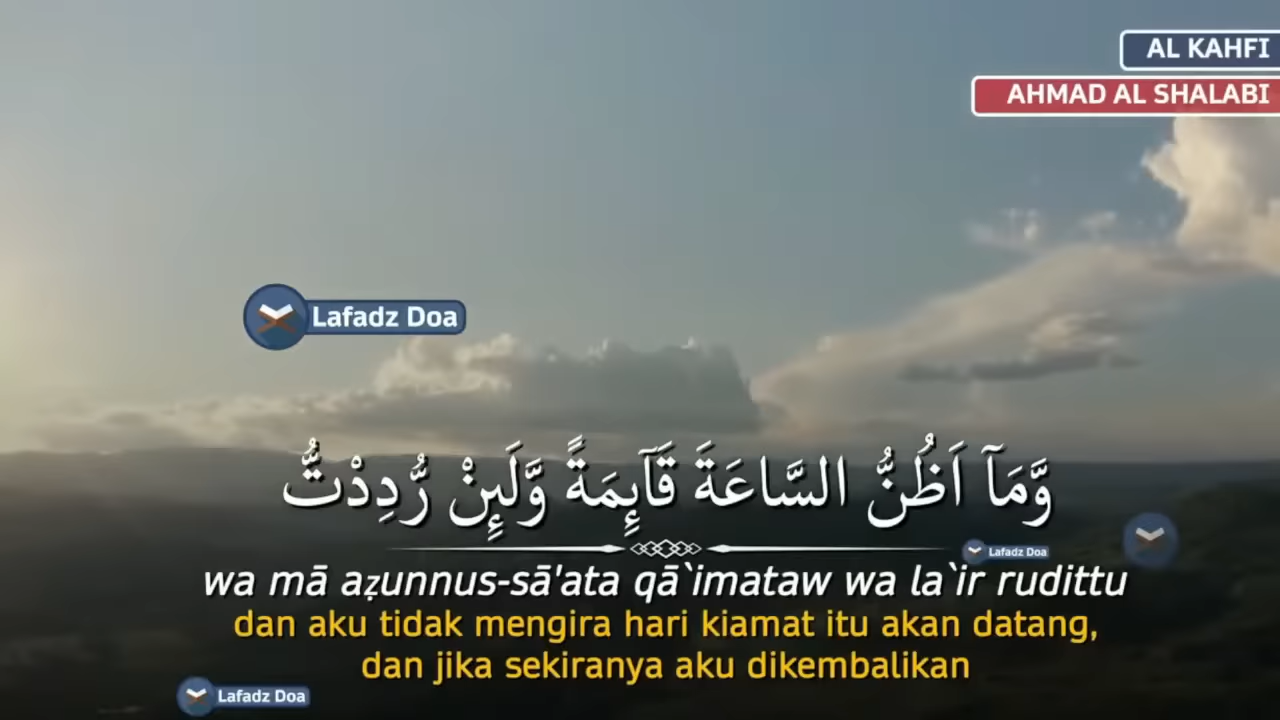 AL KAHFI
AHMAD AL SHALABI
Lafadz Doa
وَّمَآ اَظُنُّ السَّاعَةَ قَآىِٕمَةً وَّلَىِٕنْ رُّدِدْتُّ
Lafadz Doa
wa mā aẓunnus-sā'ata qā`imataw wa la`ir rudittu
dan aku tidak mengira hari kiamat itu akan datang,
dan jika sekiranya aku dikembalikan
Lafadz Doa